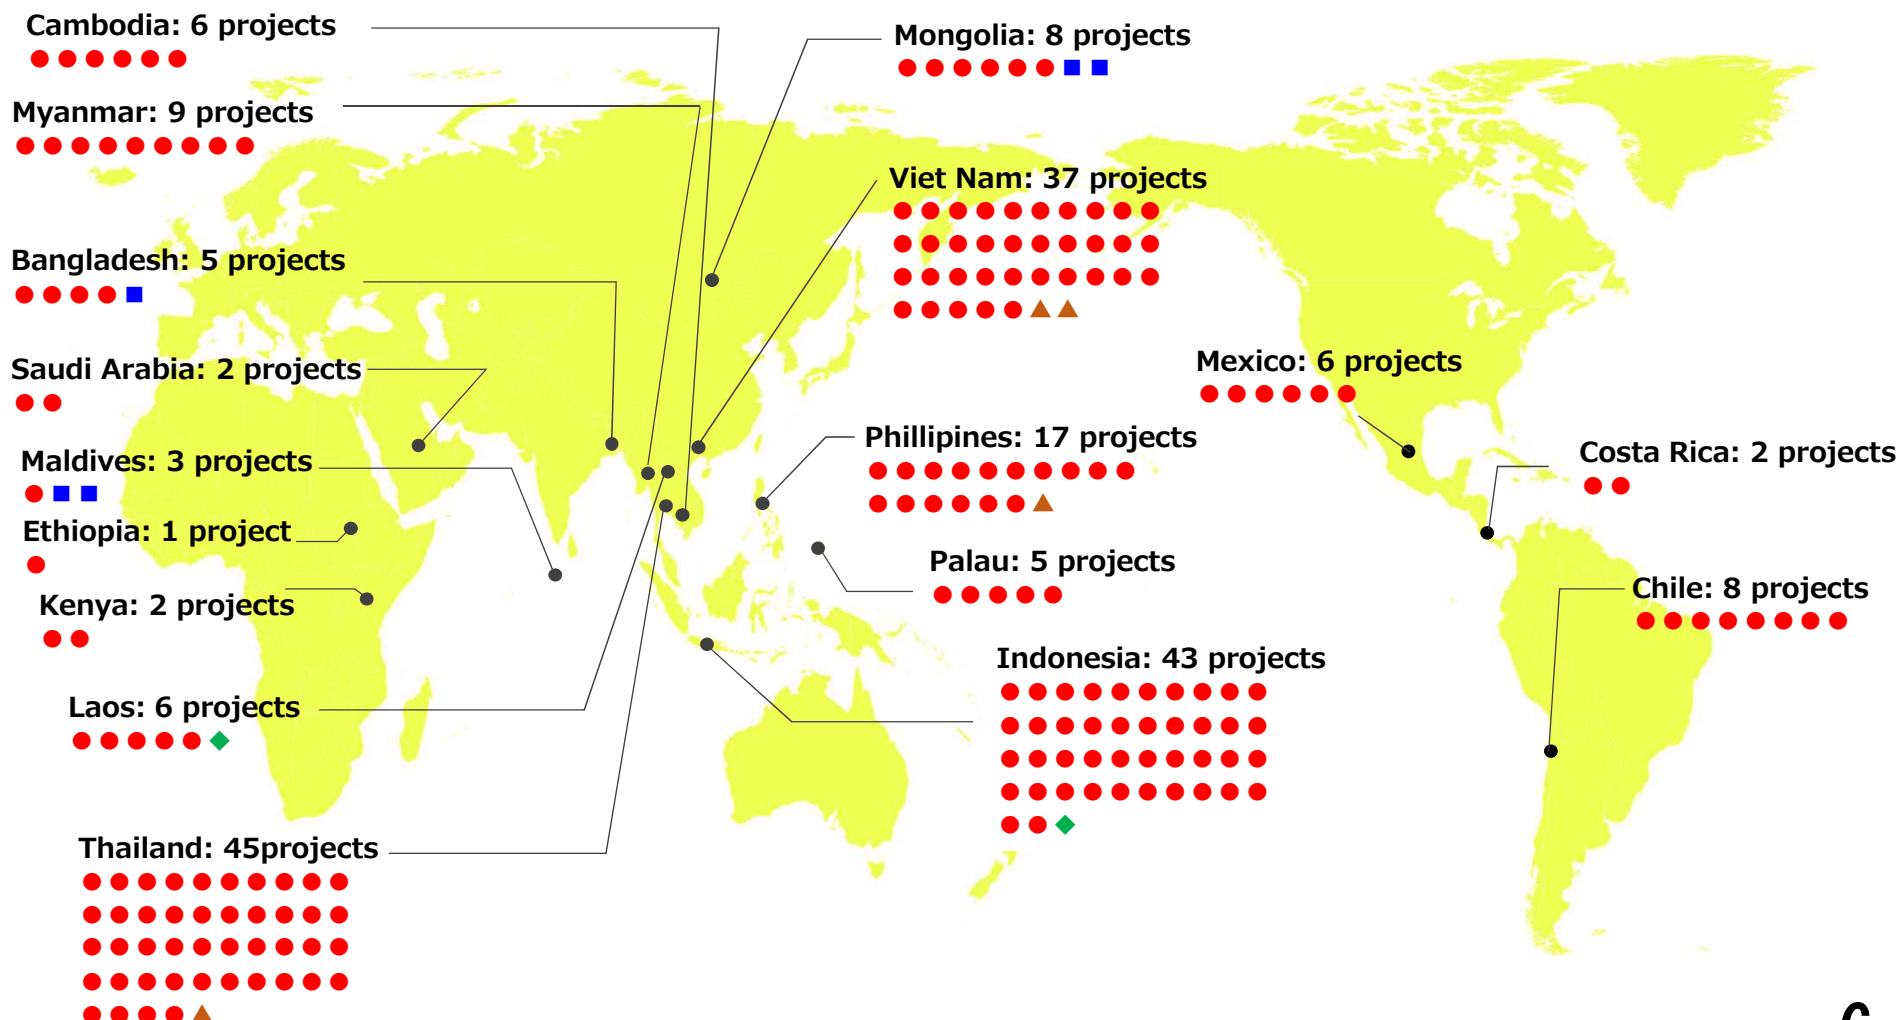 Cambodia: 6 projects
Mongolia: 8 projects
Myanmar: 9 projects
Viet Nam: 37 projects
Bangladesh: 5 projects
Saudi Arabia: 2 projects
Mexico: 6 projects
Phillipines: 17 projects
Costa Rica: 2 projects
Maldives: 3 projects
Ethiopia: 1 project
Palau: 5 projects
Chile: 8 projects
Kenya: 2 projects
Indonesia: 43 projects
Laos: 6 projects
Thailand: 45projects